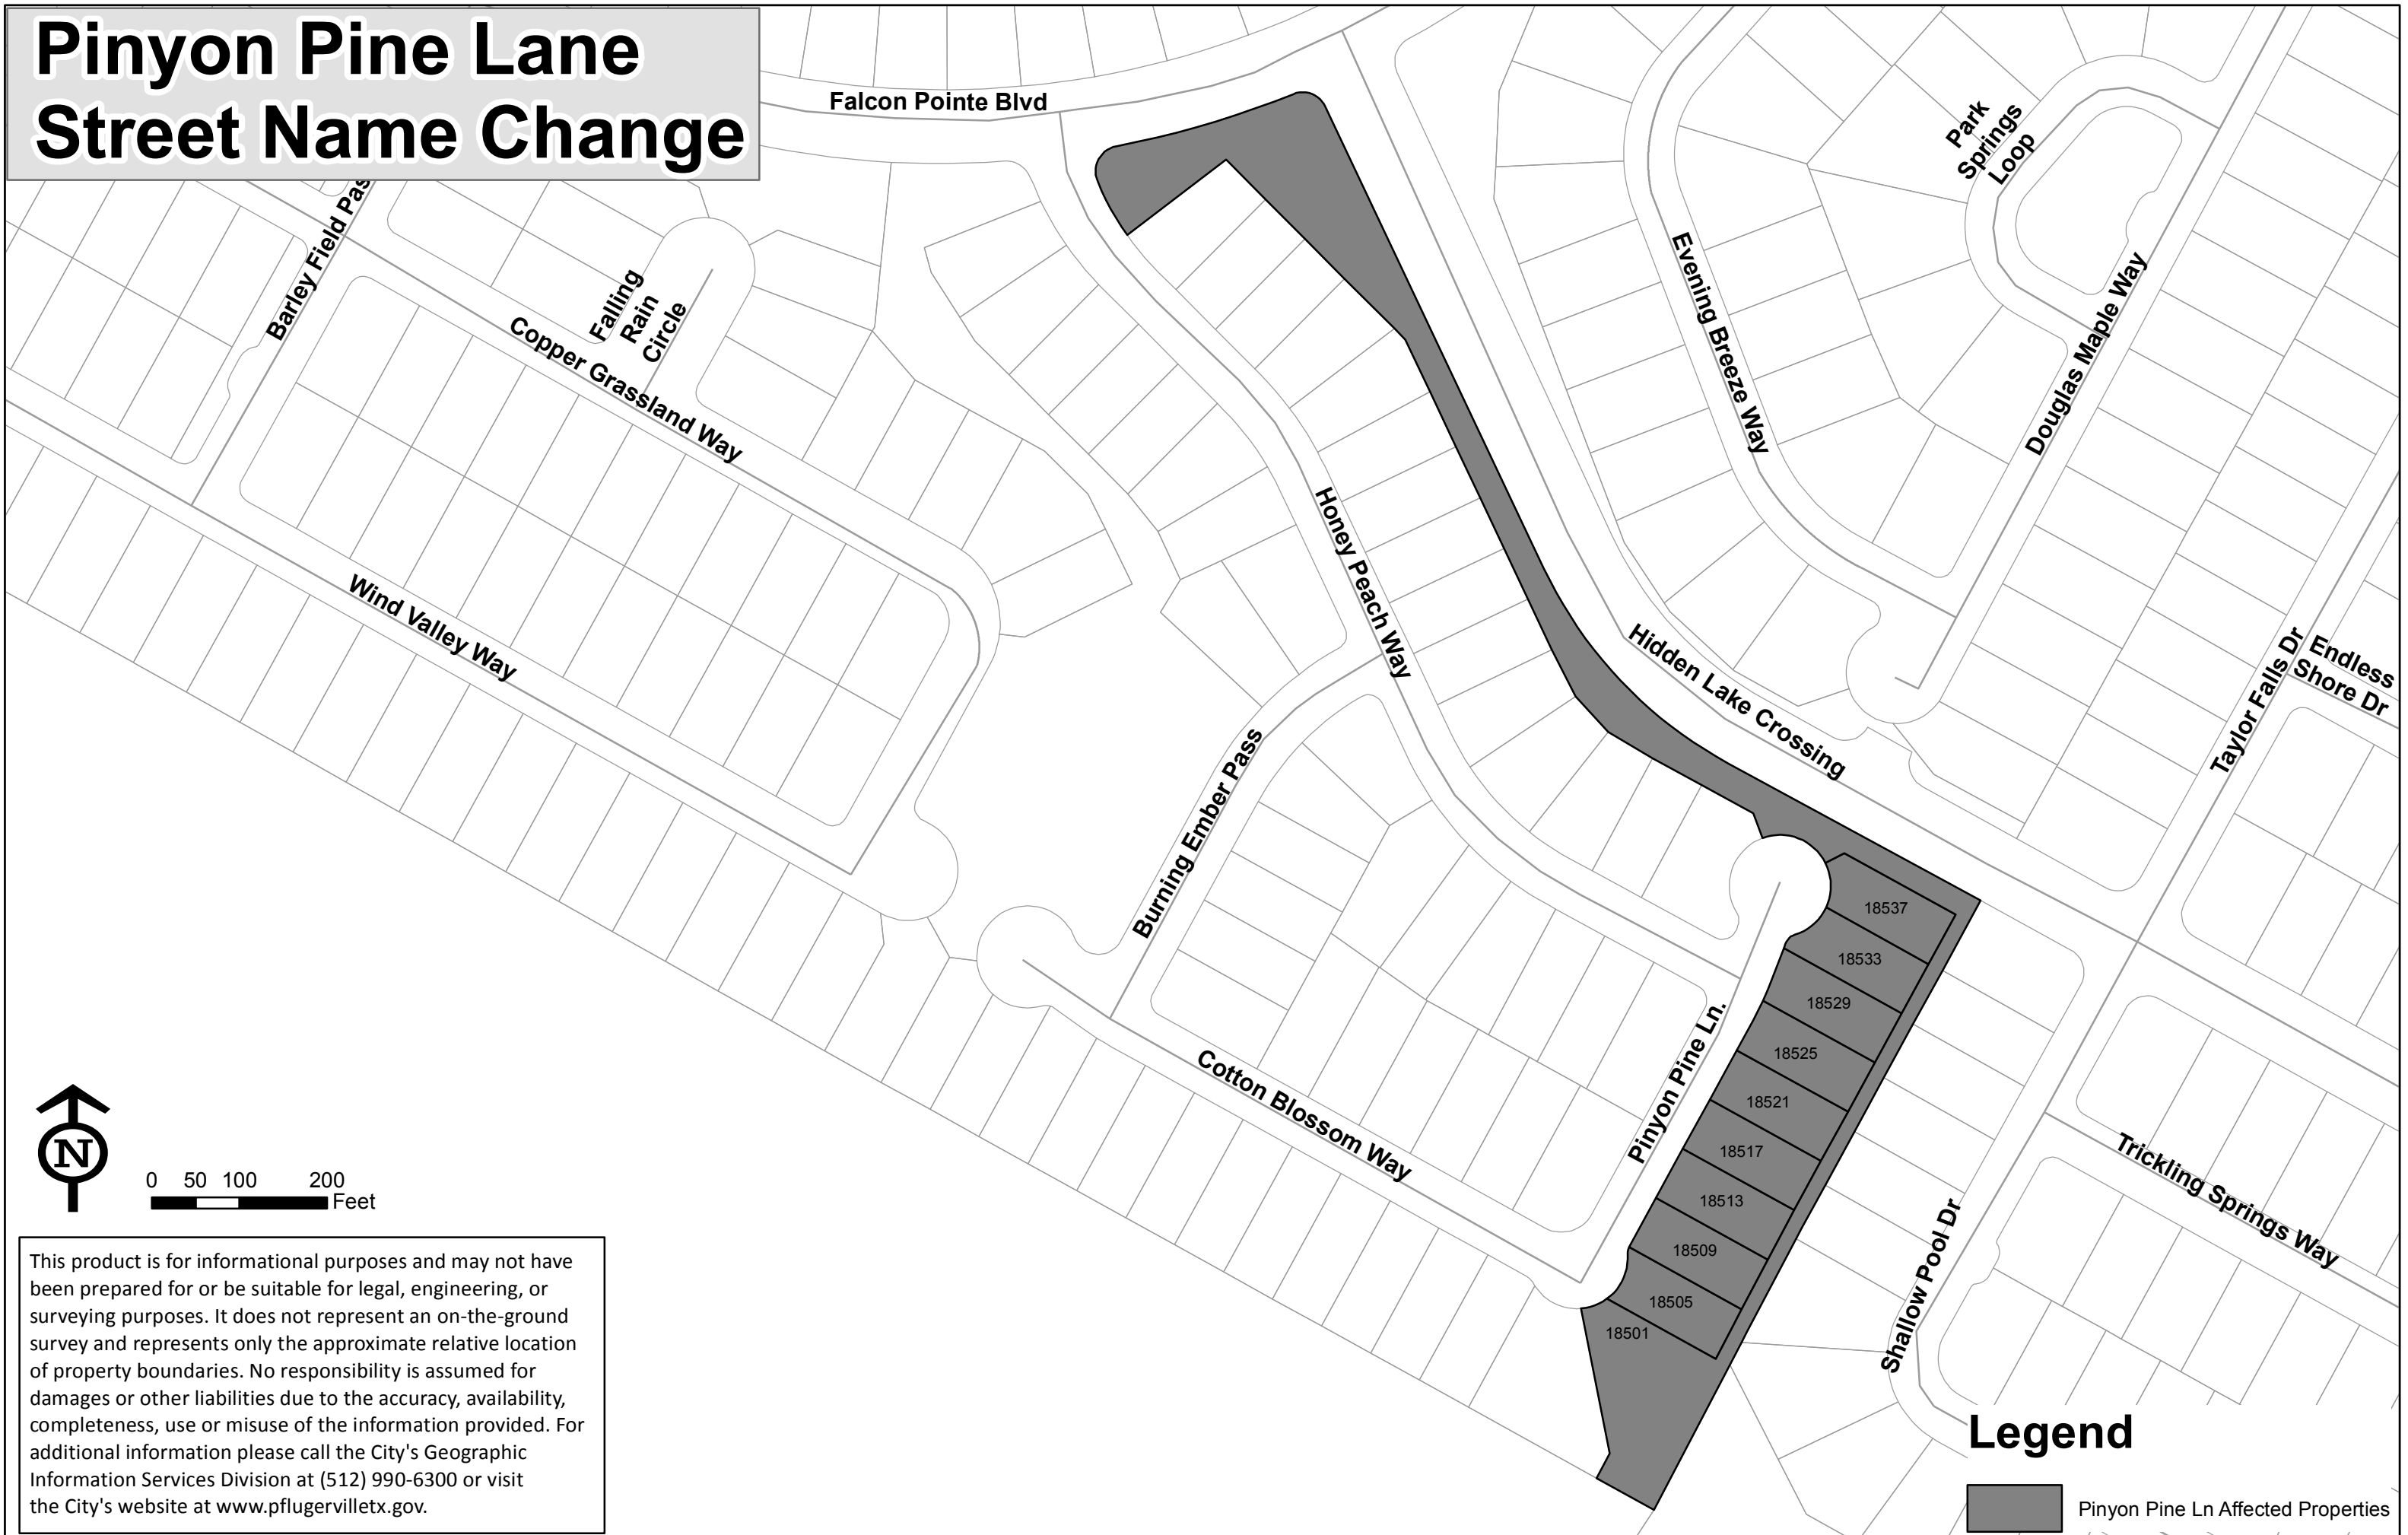 Pinyon Pine Lane
Street Name Change
Falcon Pointe Blvd
Park
Springs
Loop
Barley Field Pas
Falling
Rain
Circle
Copper Grassland Way
Evening Breeze Way
Douglas Maple Way
Honey Peach Way
Wind Valley Way
Hidden Lake Crossing
Taylor Falls Dr
Endless
Shore Dr
Burning Ember Pass
Pinyon Pine Ln.
Cotton Blossom Way
Trickling Springs Way
Shallow Pool Dr
18537
18533
18529
18525
18521
18517
18513
18509
18505
18501
N
0 50 100 200
Feet
This product is for informational purposes and may not have
been prepared for or be suitable for legal, engineering, or
surveying purposes. It does not represent an on-the-ground
survey and represents only the approximate relative location
of property boundaries. No responsibility is assumed for
damages or other liabilities due to the accuracy, availability,
completeness, use or misuse of the information provided. For
additional information please call the City's Geographic
Information Services Division at (512) 990-6300 or visit
the City's website at www.pflugervilletx.gov.
Legend
Pinyon Pine Ln Affected Properties